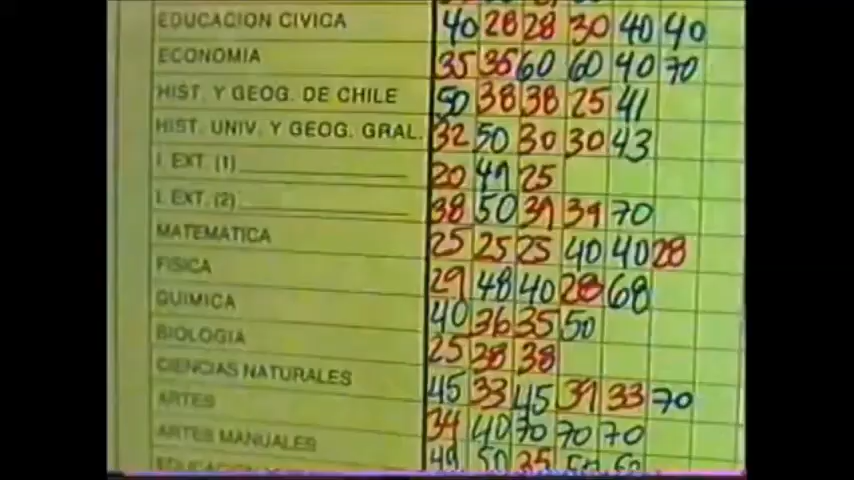 EDUCACION CIVICA 40 28 28 30 40 40
ECONOMIA 35 35 60 60 40 70
HIST. Y GEOG. DE CHILE 50 38 38 25 41
HIST. UNIV. Y GEOG. GRAL. 32 50 30 30 43
I. EXT. (1) 20 41 25
I. EXT. (2) 38 50 39 39 70
MATEMATICA 25 25 25 40 40 28
FISICA 29 48 40 28 68
QUIMICA 40 36 35 50
BIOLOGIA 25 38 38
CIENCIAS NATURALES 45 33 45 39 33 70
ARTES 34 40 70 70 70
ARTES MANUALES 50 35
EDUCACION